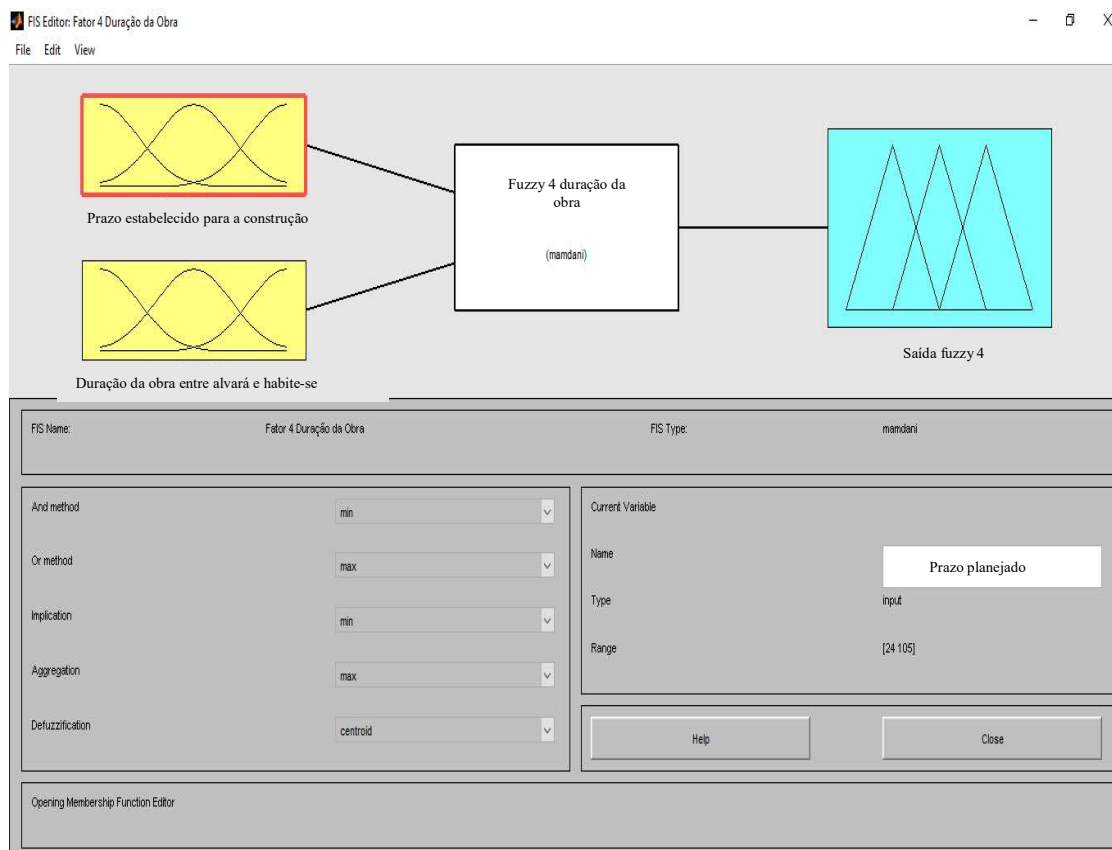 FIS Editor: Fator 4 Duração da Obra
File Edit View
Prazo estabelecido para a construção
Fuzzy 4 duração da
obra
(mamdani)
Duração da obra entre alvará e habite-se
Saída fuzzy 4
FIS Name: Fator 4 Duração da Obra FIS Type: mamdani
And method min
Or method max
Implication min
Aggregation max
Defuzzification centroid
Current Variable
Name Prazo planejado
Type input
Range [24 105]
Help Close
Opening Membership Function Editor